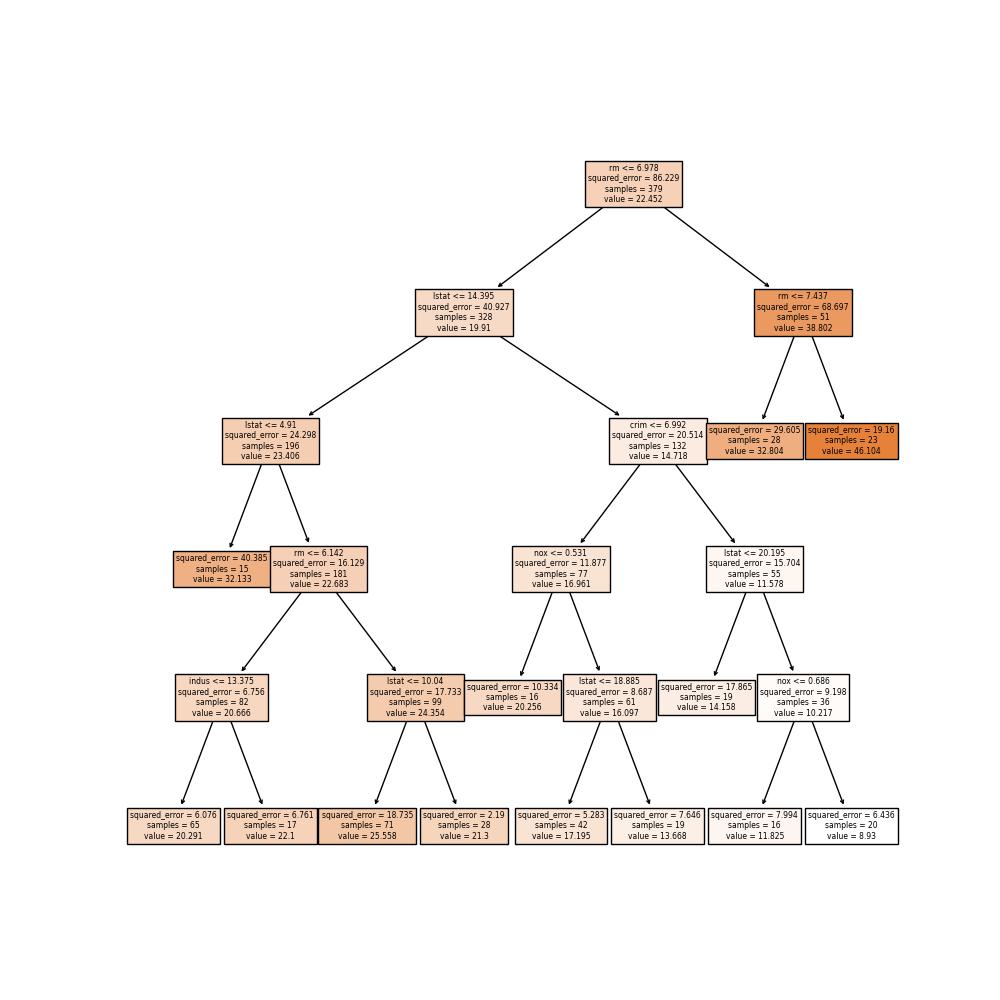 rm <= 6.978
squared_error = 86.229
samples = 379
value = 22.452
lstat <= 14.395
squared_error = 40.927
samples = 328
value = 19.91
rm <= 7.437
squared_error = 68.697
samples = 51
value = 38.802
lstat <= 4.91
squared_error = 24.298
samples = 196
value = 23.406
crim <= 6.992
squared_error = 20.514
samples = 132
value = 14.718
squared_error = 29.605
samples = 28
value = 32.804
squared_error = 19.16
samples = 23
value = 46.104
squared_error = 40.385
samples = 15
value = 32.133
rm <= 6.142
squared_error = 16.129
samples = 181
value = 22.683
nox <= 0.531
squared_error = 11.877
samples = 77
value = 16.961
lstat <= 20.195
squared_error = 15.704
samples = 55
value = 11.578
indus <= 13.375
squared_error = 6.756
samples = 82
value = 20.666
lstat <= 10.04
squared_error = 17.733
samples = 99
value = 24.354
squared_error = 10.334
samples = 16
value = 20.256
lstat <= 18.885
squared_error = 8.687
samples = 61
value = 16.097
squared_error = 17.865
samples = 19
value = 14.158
nox <= 0.686
squared_error = 9.198
samples = 36
value = 10.217
squared_error = 6.076
samples = 65
value = 20.291
squared_error = 6.761
samples = 17
value = 22.1
squared_error = 18.735
samples = 71
value = 25.558
squared_error = 2.19
samples = 28
value = 21.3
squared_error = 5.283
samples = 42
value = 17.195
squared_error = 7.646
samples = 19
value = 13.668
squared_error = 7.994
samples = 16
value = 11.825
squared_error = 6.436
samples = 20
value = 8.93